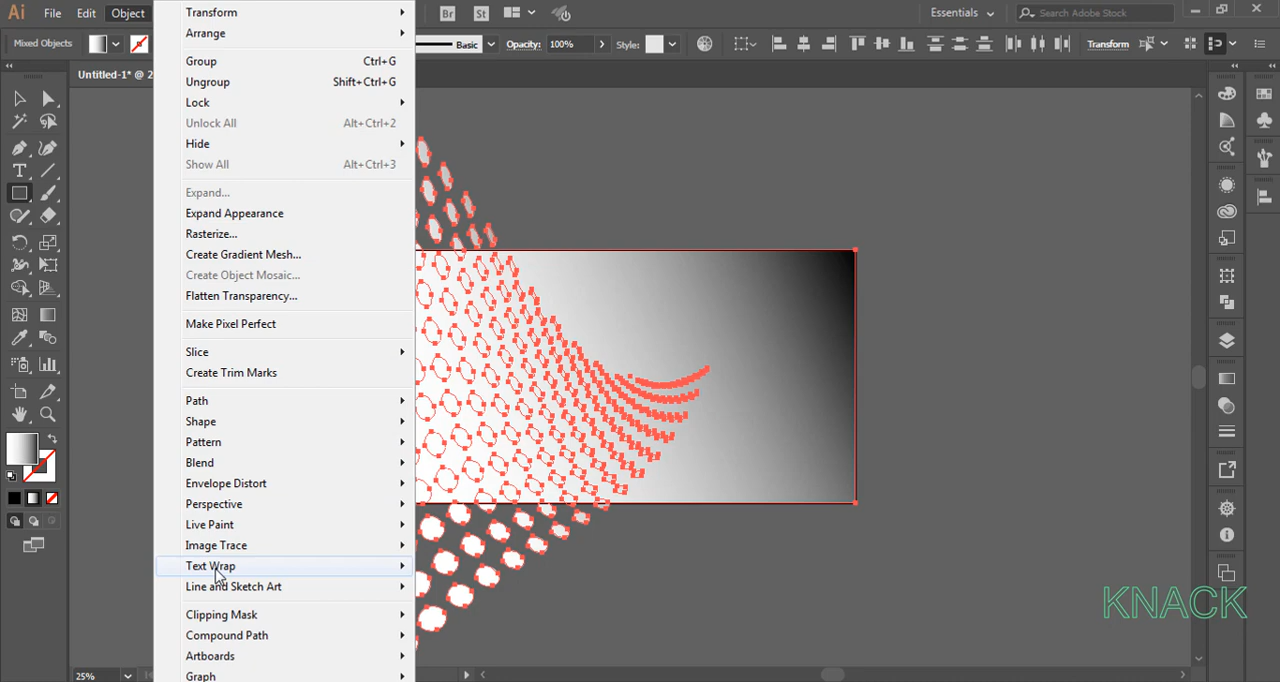 Ai File Edit Object Br St Essentials Search Adobe Stock
Mixed Objects Basic Opacity: 100% Style: Transform
Untitled-1* @ 2
Transform
Arrange
Group Ctrl+G
Ungroup Shift+Ctrl+G
Lock
Unlock All Alt+Ctrl+2
Hide
Show All Alt+Ctrl+3
Expand...
Expand Appearance
Rasterize...
Create Gradient Mesh...
Create Object Mosaic...
Flatten Transparency...
Make Pixel Perfect
Slice
Create Trim Marks
Path
Shape
Pattern
Blend
Envelope Distort
Perspective
Live Paint
Image Trace
Text Wrap
Line and Sketch Art
Clipping Mask
Compound Path
Artboards
Graph
KNACK
25%